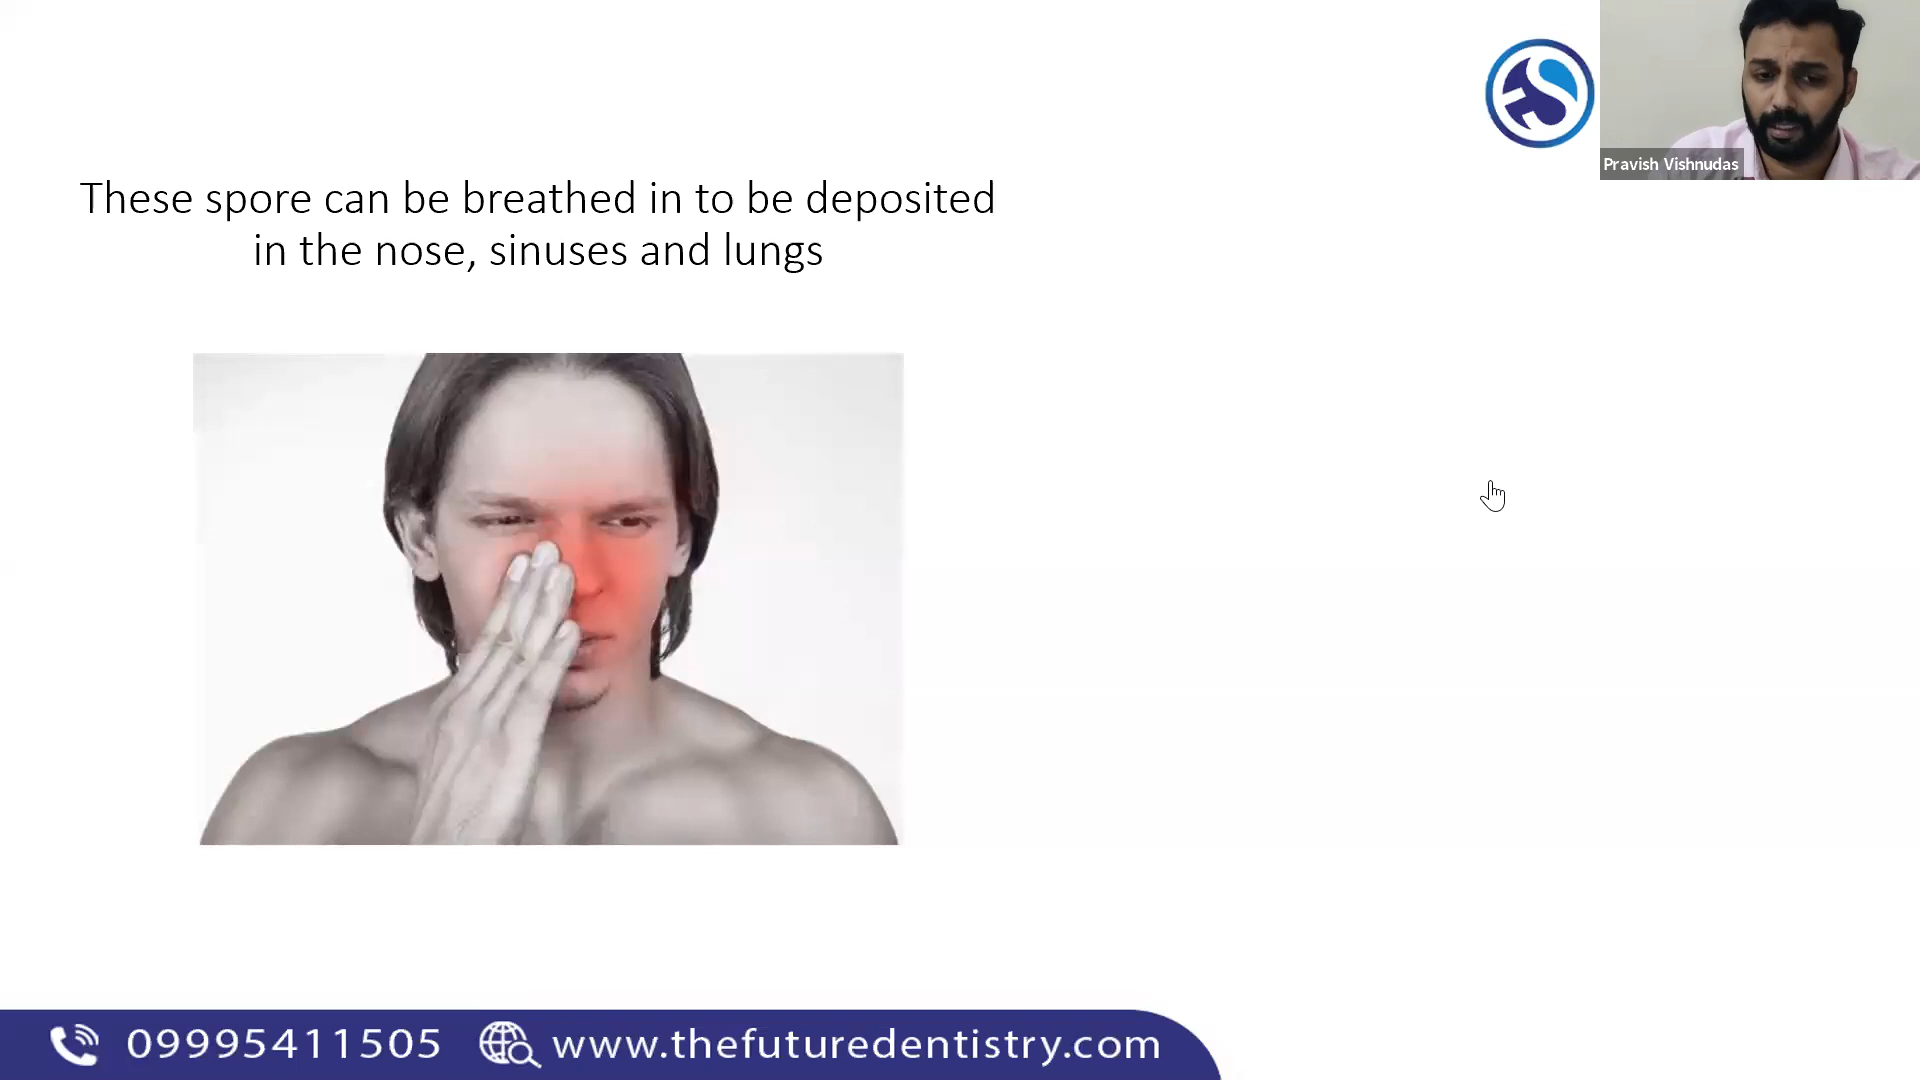 Pravish Vishnudas
These spore can be breathed in to be deposited
in the nose, sinuses and lungs
09995411505
www.thefuturedentistry.com